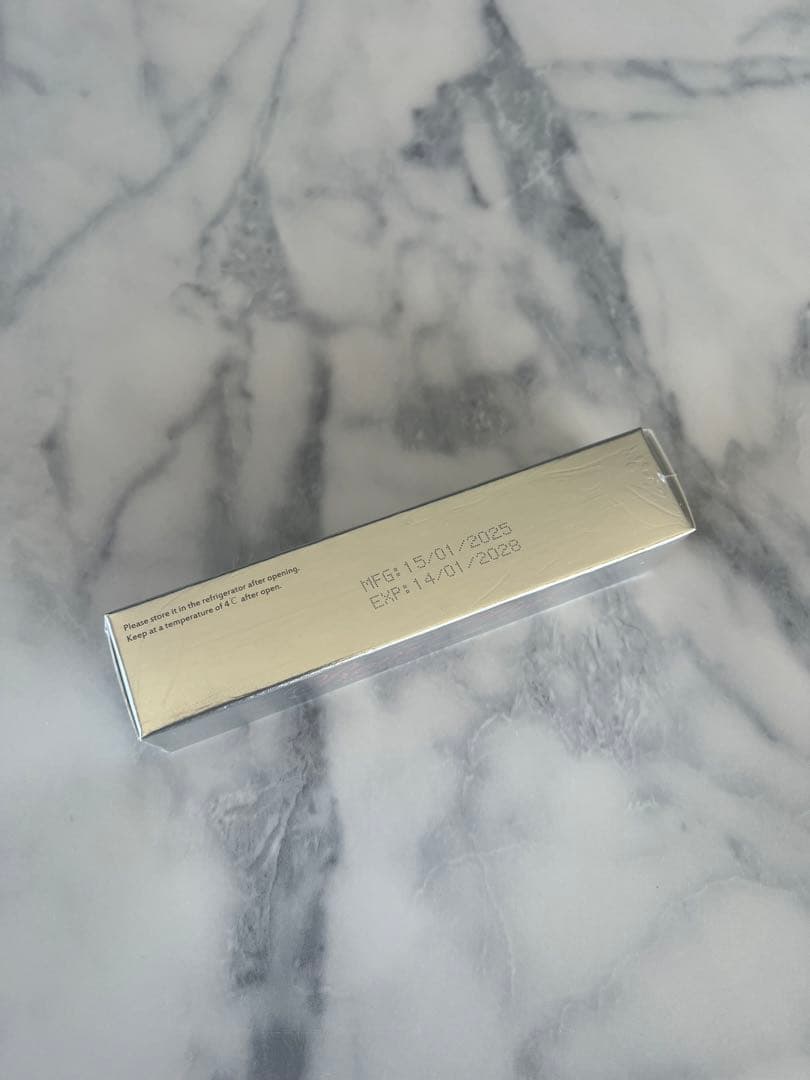 Please store it in the refrigerator after opening.
Keep at a temperature of 4℃ after open.
MFG:15/01/2025
EXP:14/01/2028